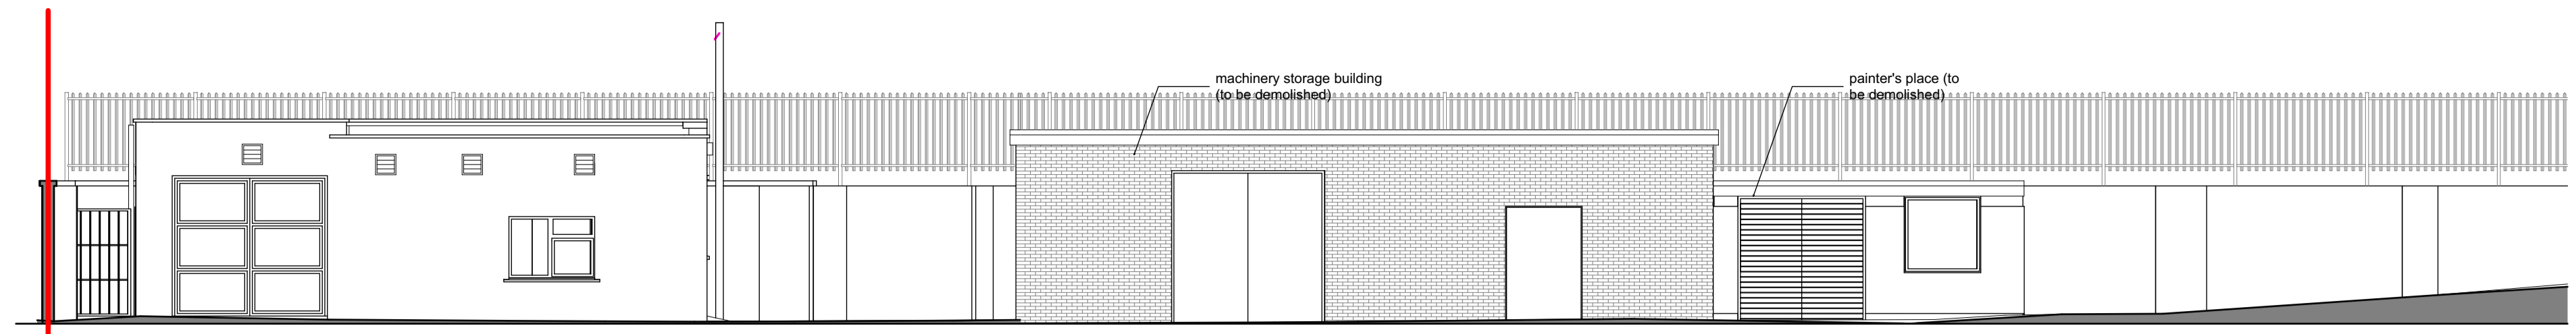 machinery storage building
(to be demolished)
painter's place (to
be demolished)